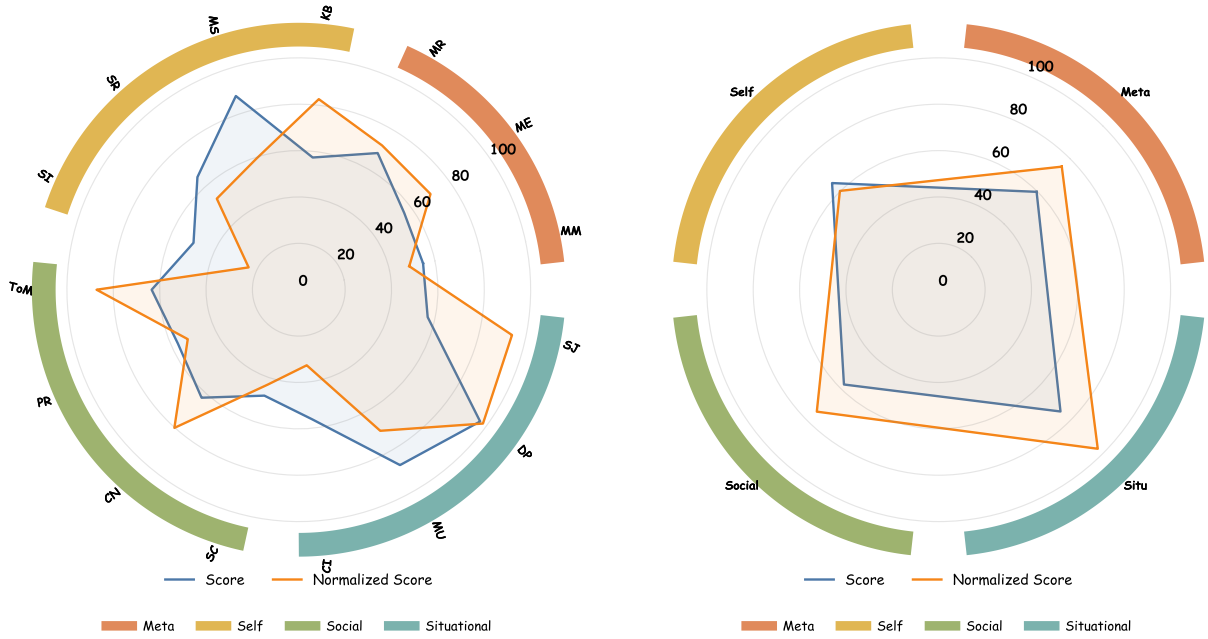 KB
MS
MR
SR
ME
SI
MM
ToM
SJ
PR
DP
CN
MU
SC
CI
100
80
60
40
20
0
Score
Normalized Score
Meta
Self
Social
Situational
Self
Meta
Social
Situ
100
80
60
40
20
0
Score
Normalized Score
Meta
Self
Social
Situational